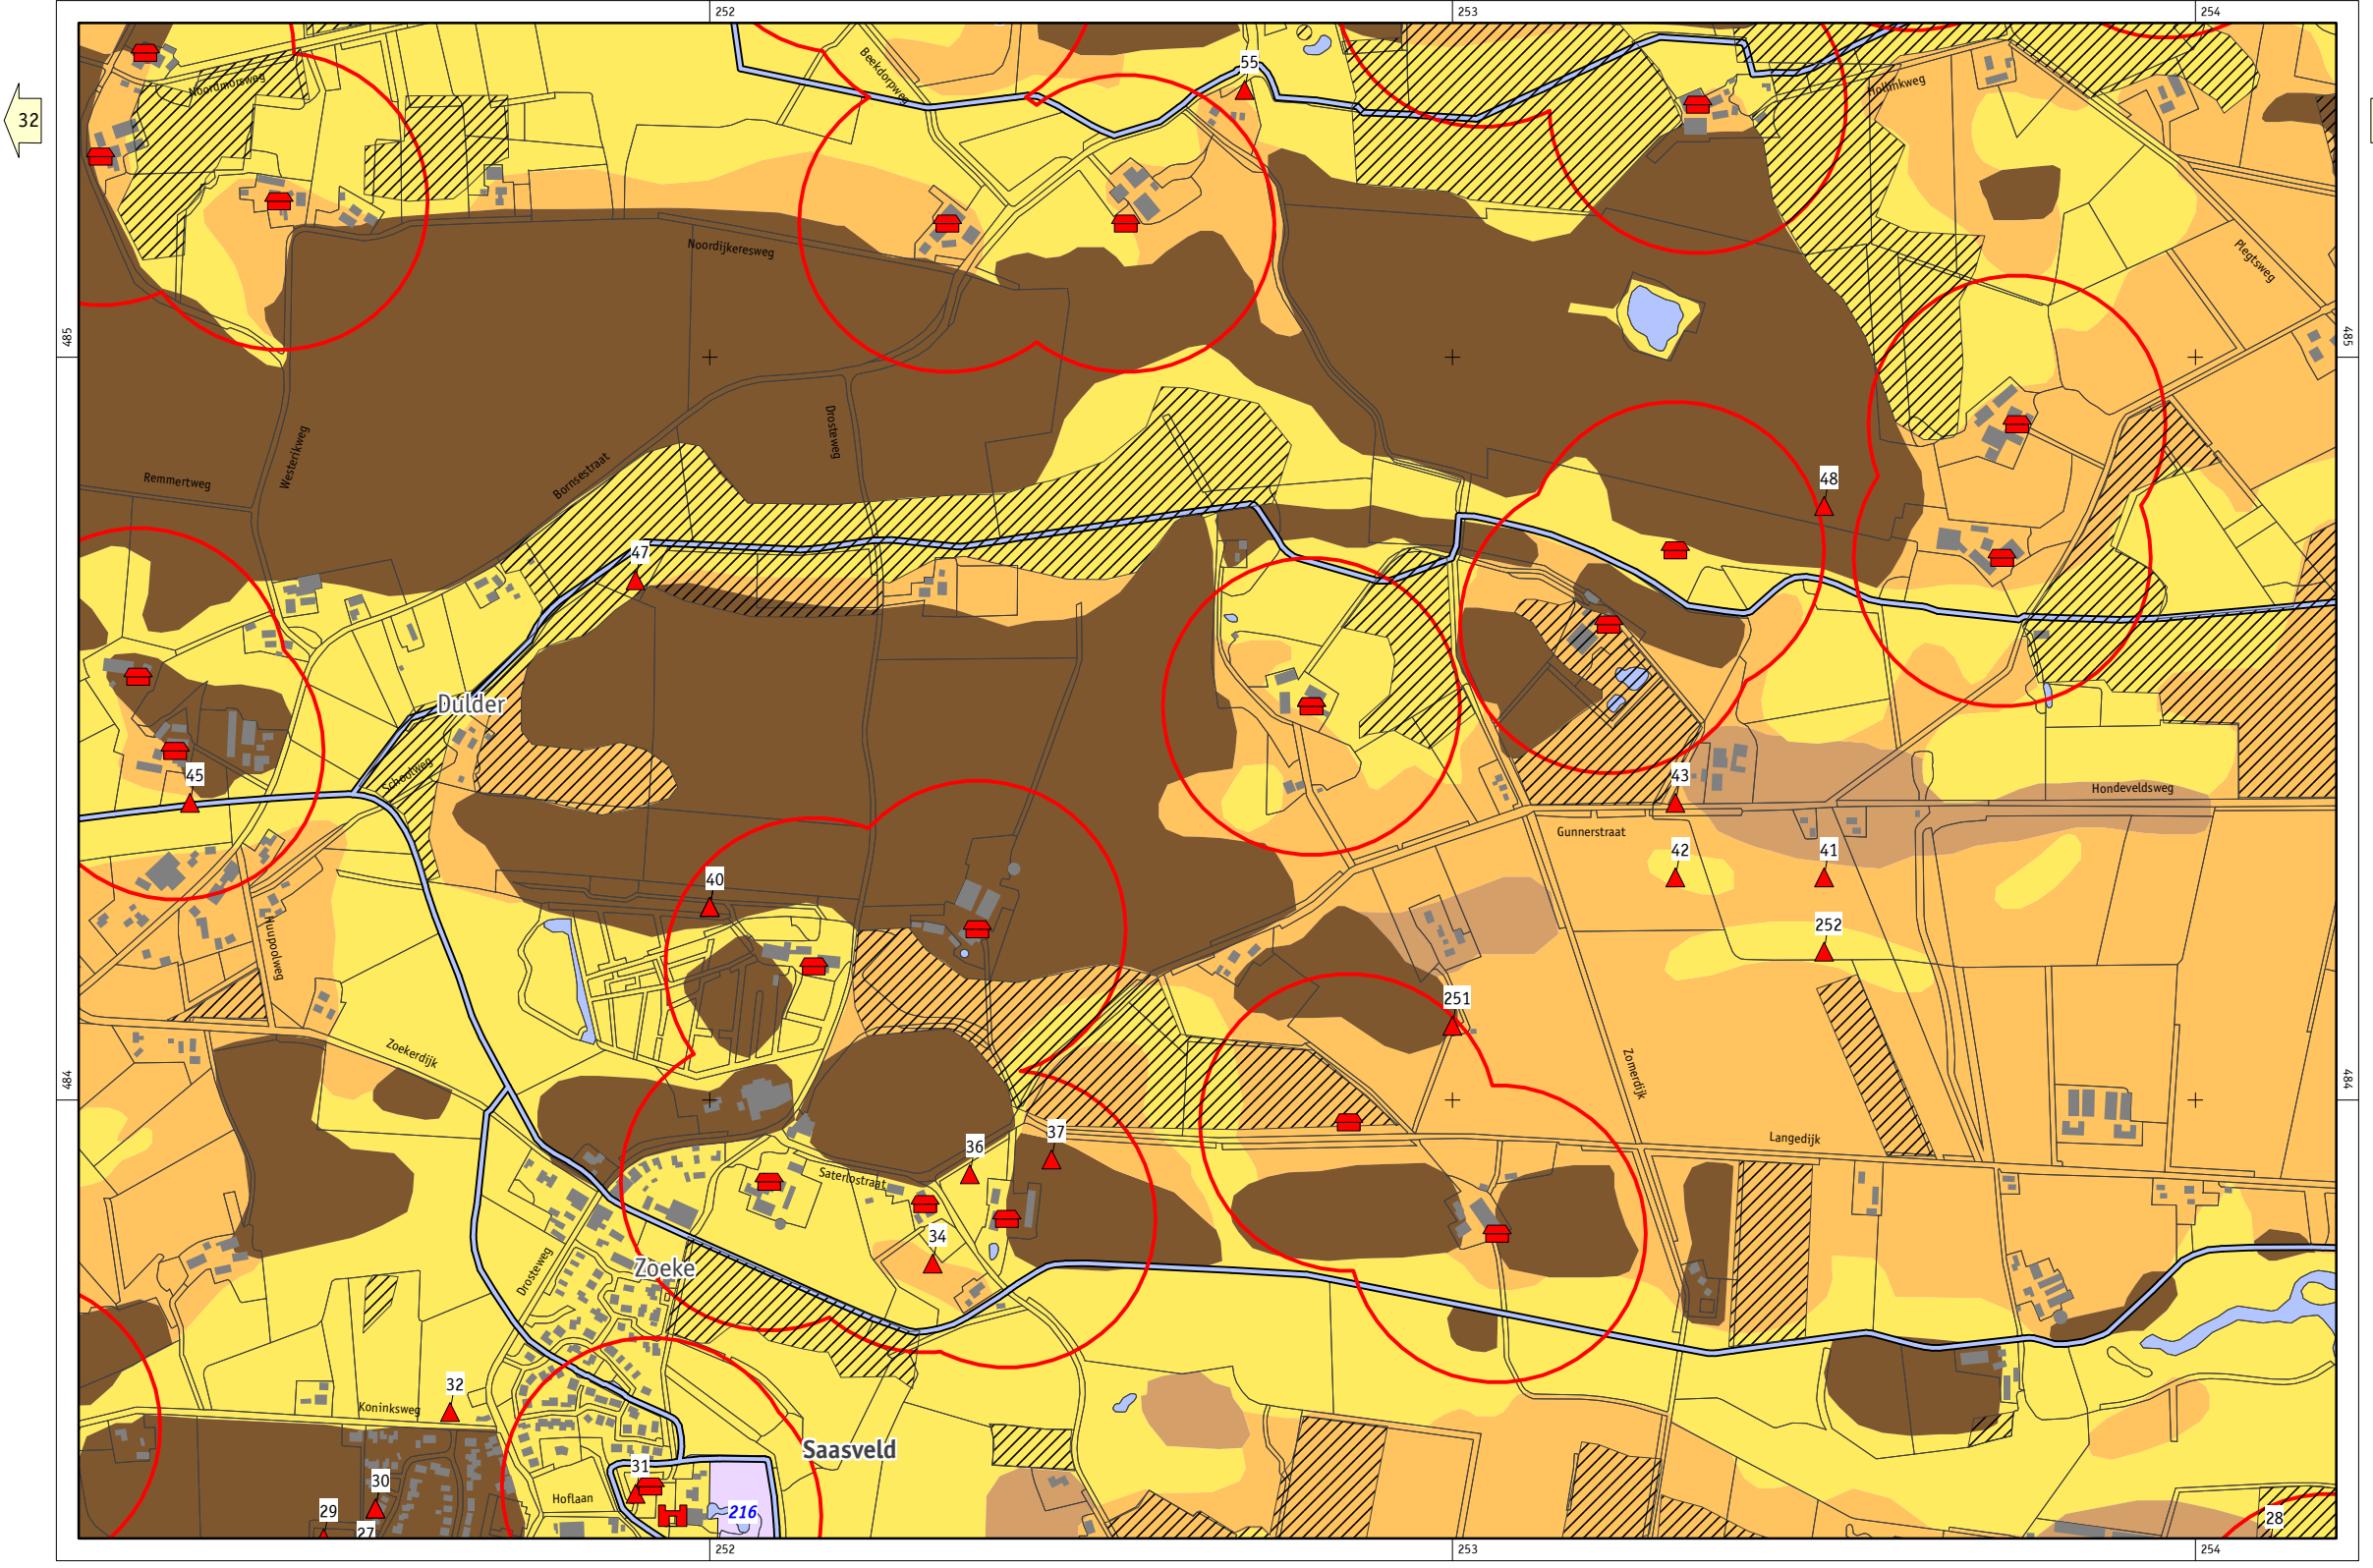 252
253
254
Noordmorsweg
Beekdorpweg
55
Hollinkweg
32
Noordijkeresweg
Plegtsweg
485
485
Drosteweg
Westerikweg
Remmertweg
Bornsestraat
48
47
Dulder
45
Schoolweg
43
Hondeveldsweg
Gunnerstraat
42
41
40
252
Huupolweg
251
Zoekerdijk
Zomerdijk
484
484
37
36
Langedijk
Saterlostraat
34
Zoeke
Drosteweg
32
Koninksweg
Saasveld
31
30
Hoflaan
29
27
216
28
252
253
254